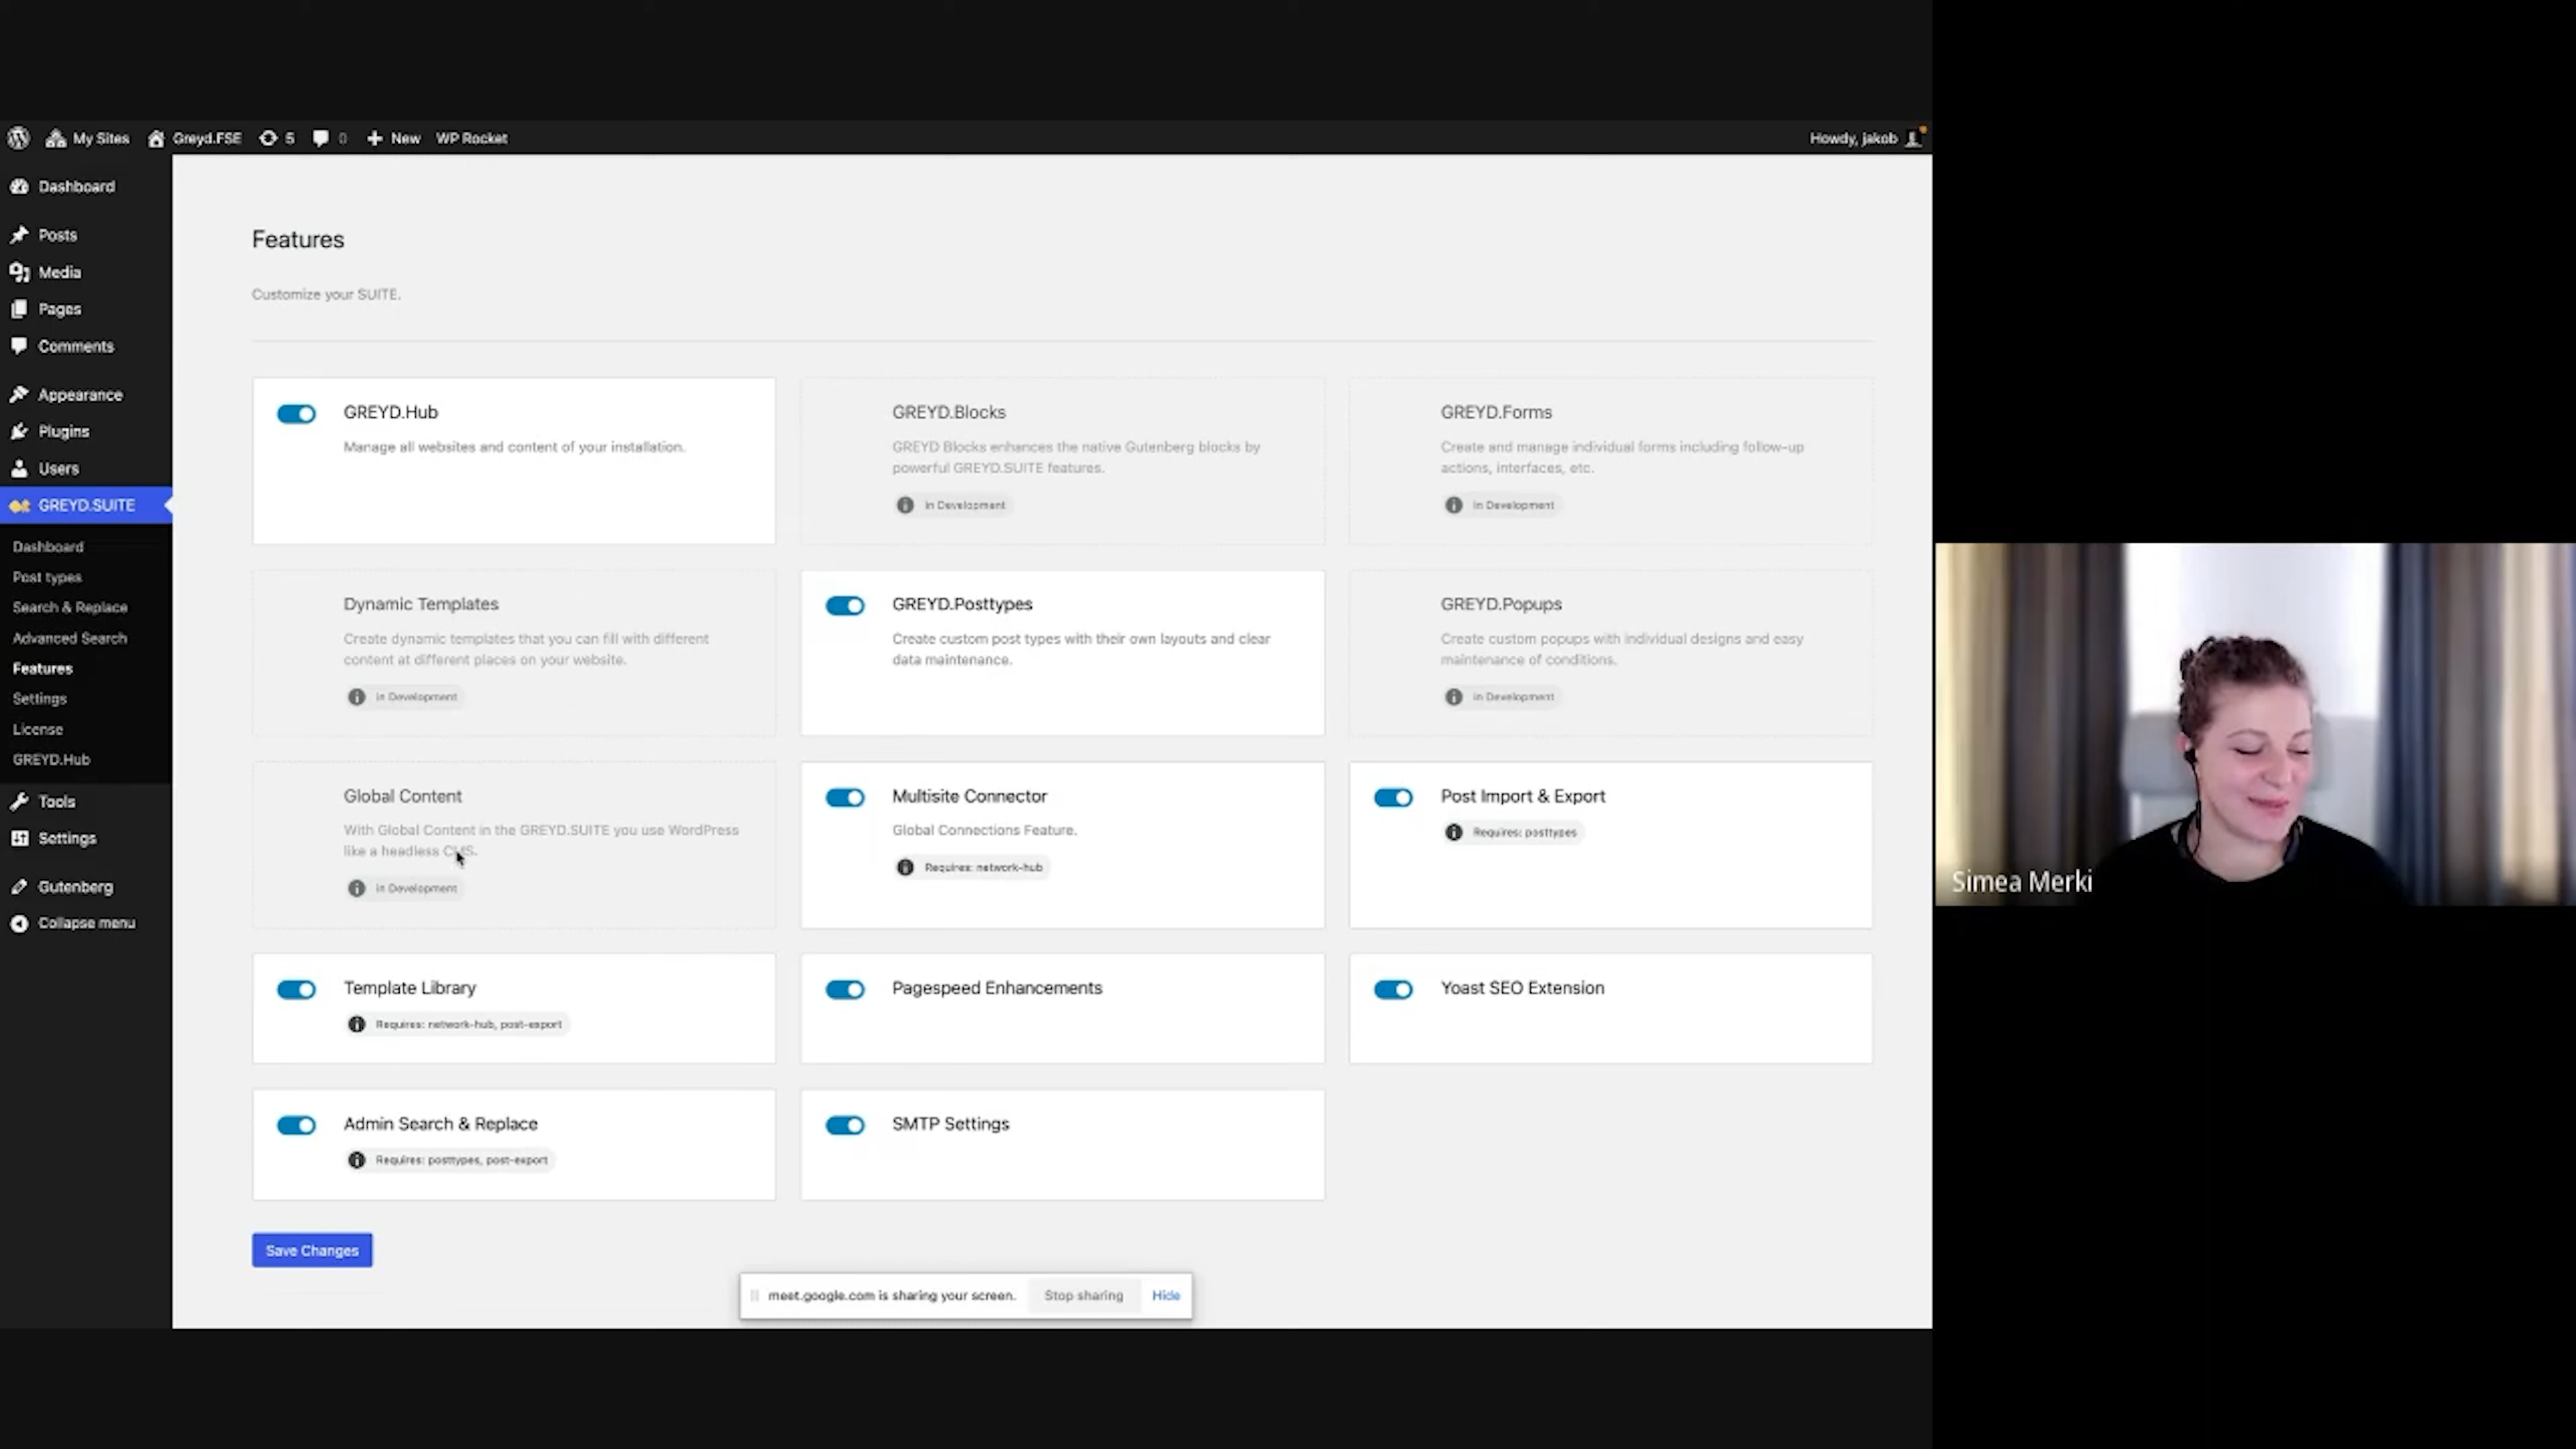 My Sites
Greyd.FSE
5
0
New
WP Rocket
Howdy, jakob
Dashboard
Posts
Media
Pages
Comments
Appearance
Plugins
Users
GREYD.SUITE
Dashboard
Post types
Search & Replace
Advanced Search
Features
Settings
License
GREYD.Hub
Tools
Settings
Gutenberg
Collapse menu
Features
Customize your SUITE.
GREYD.Hub
Manage all websites and content of your installation.
GREYD.Blocks
GREYD Blocks enhances the native Gutenberg blocks by
powerful GREYD.SUITE features.
In Development
GREYD.Forms
Create and manage individual forms including follow-up
actions, interfaces, etc.
In Development
Dynamic Templates
Create dynamic templates that you can fill with different
content at different places on your website.
In Development
GREYD.Posttypes
Create custom post types with their own layouts and clear
data maintenance.
GREYD.Popups
Create custom popups with individual designs and easy
maintenance of conditions.
In Development
Global Content
With Global Content in the GREYD.SUITE you use WordPress
like a headless CMS.
In Development
Multisite Connector
Global Connections Feature.
Requires: network-hub
Post Import & Export
Requires: posttypes
Template Library
Requires: network-hub, post-export
Pagespeed Enhancements
Yoast SEO Extension
Admin Search & Replace
Requires: posttypes, post-export
SMTP Settings
Save Changes
meet.google.com is sharing your screen.
Stop sharing
Hide
Simea Merki